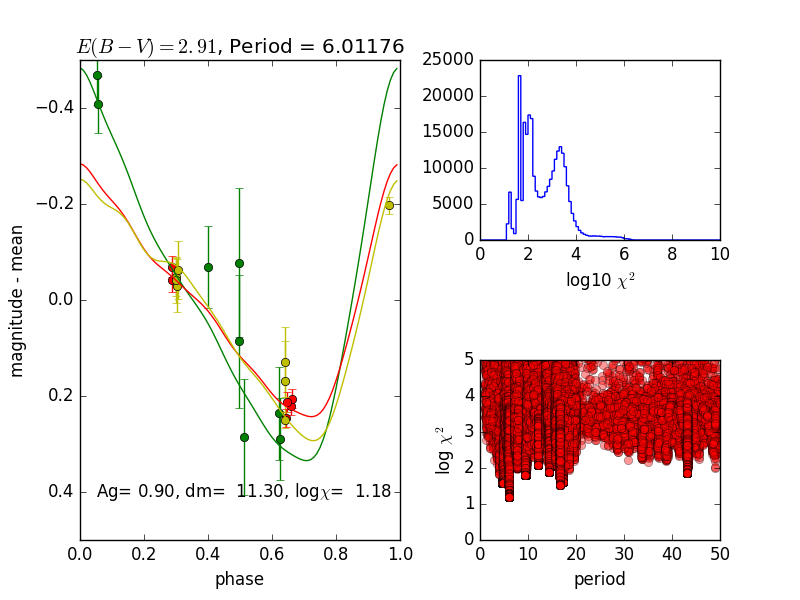 E(B−V)=2.91, Period = 6.01176
−0.4
−0.2
0.0
0.2
0.4
magnitude - mean
Ag= 0.90, dm=  11.30, logχ=  1.18
0.0 0.2 0.4 0.6 0.8 1.0
phase
25000
20000
15000
10000
5000
0
0 2 4 6 8 10
log10 χ²
5
4
3
2
1
0
log χ²
0 10 20 30 40 50
period